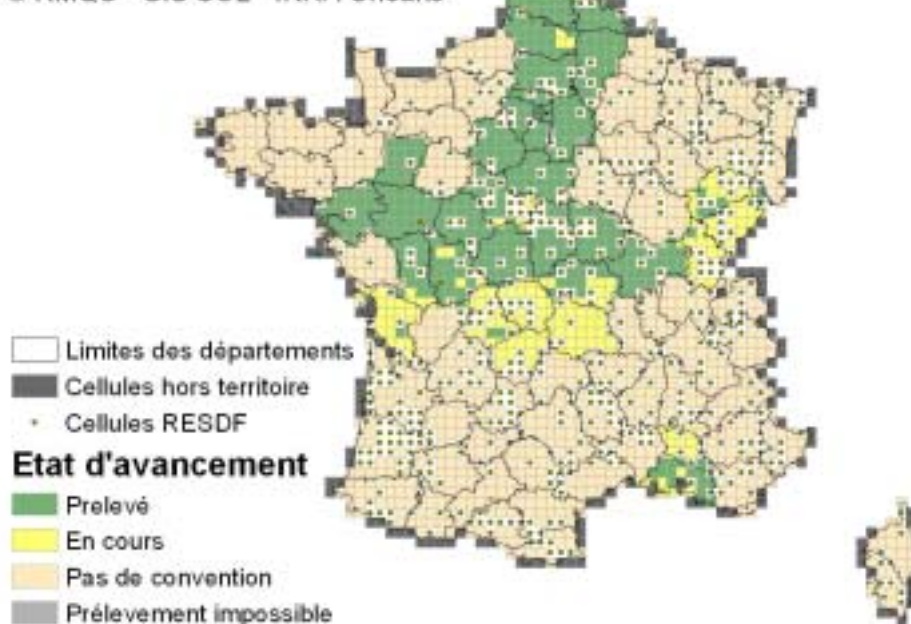 Limites des départements
Cellules hors territoire
Cellules RESDF
Etat d'avancement
Prelevé
En cours
Pas de convention
Prélevement impossible